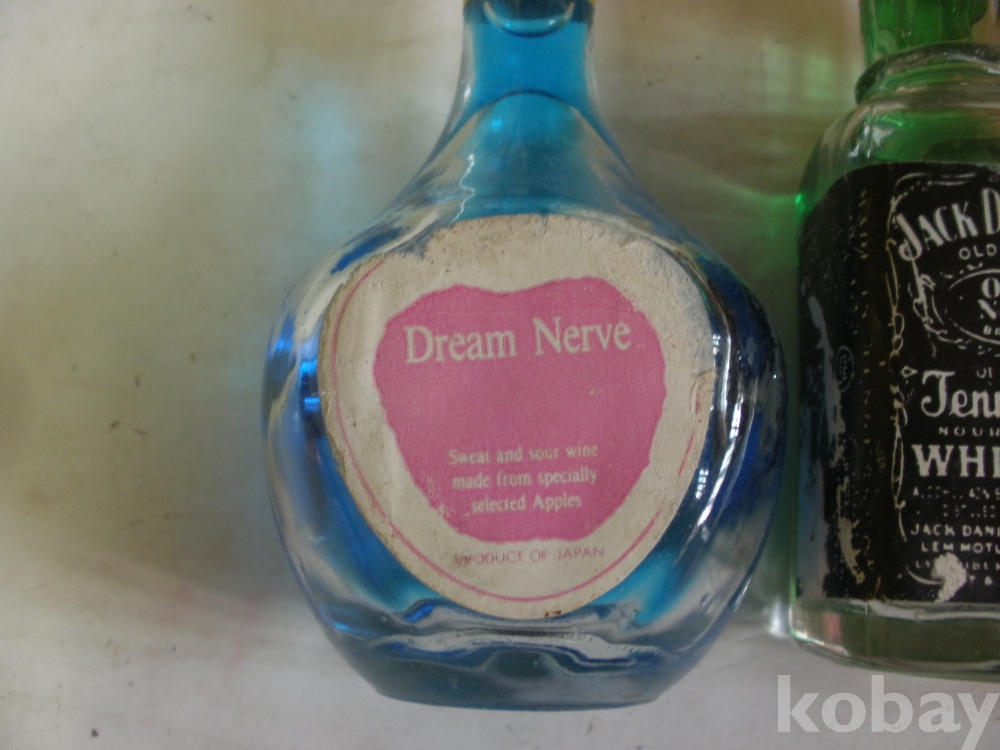 Dream Nerve
Sweat and sour wine
made from specially
selected Apples
PRODUCT OF JAPAN
JACK D
OLD
Tenn
WHI
JACK DAN
LEM MOTO
kobay